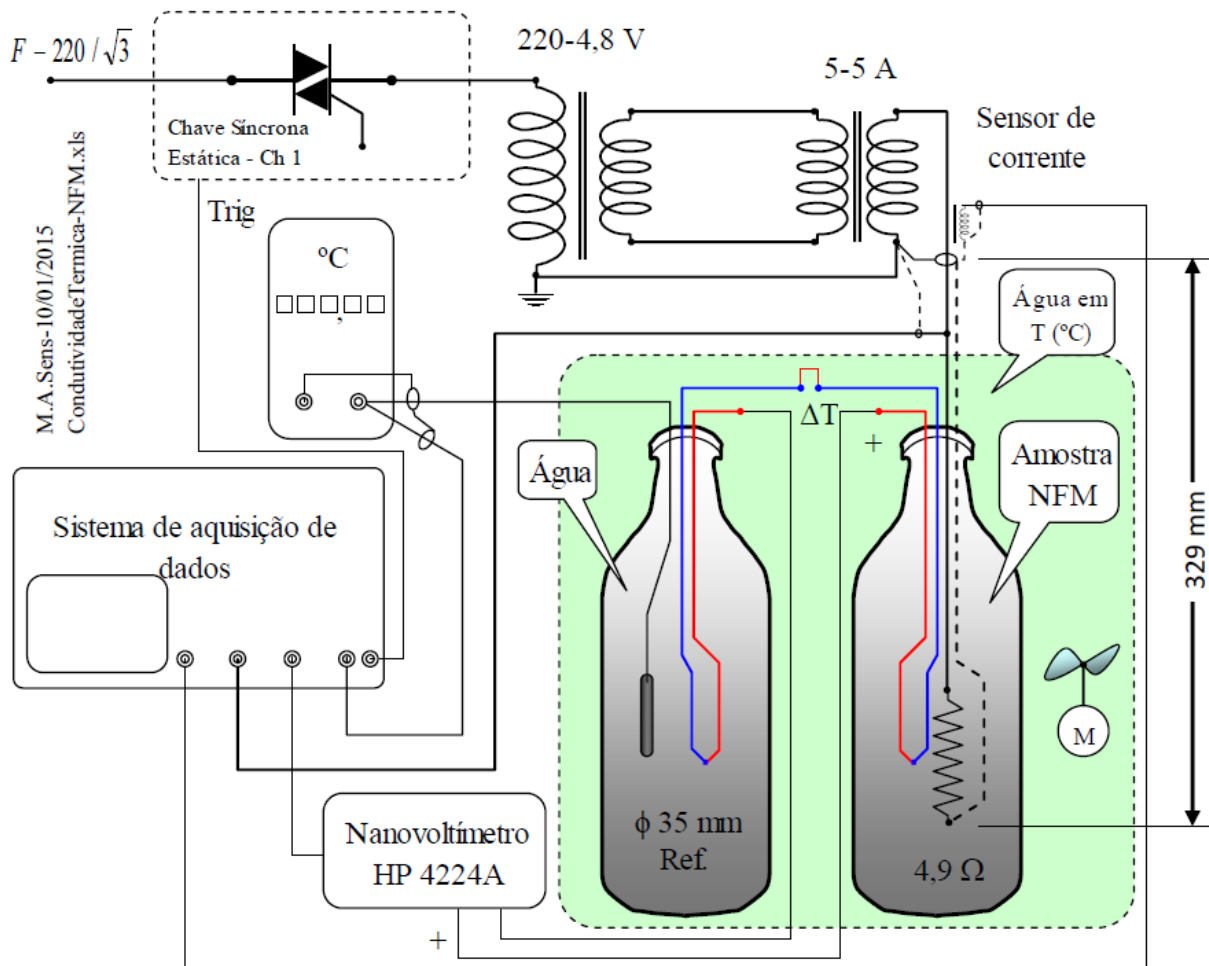 F – 220 / √3
220-4,8 V
5-5 A
Sensor de
corrente
Chave Síncrona
Estática - Ch 1
Trig
M.A.Sens-10/01/2015
CondutividadeTermica-NFM.xls
ºC
,
Água em
T (ºC)
ΔT
+
Água
Amostra
NFM
329 mm
Sistema de aquisição de
dados
M
ϕ 35 mm
Ref.
4,9 Ω
Nanovoltímetro
HP 4224A
+